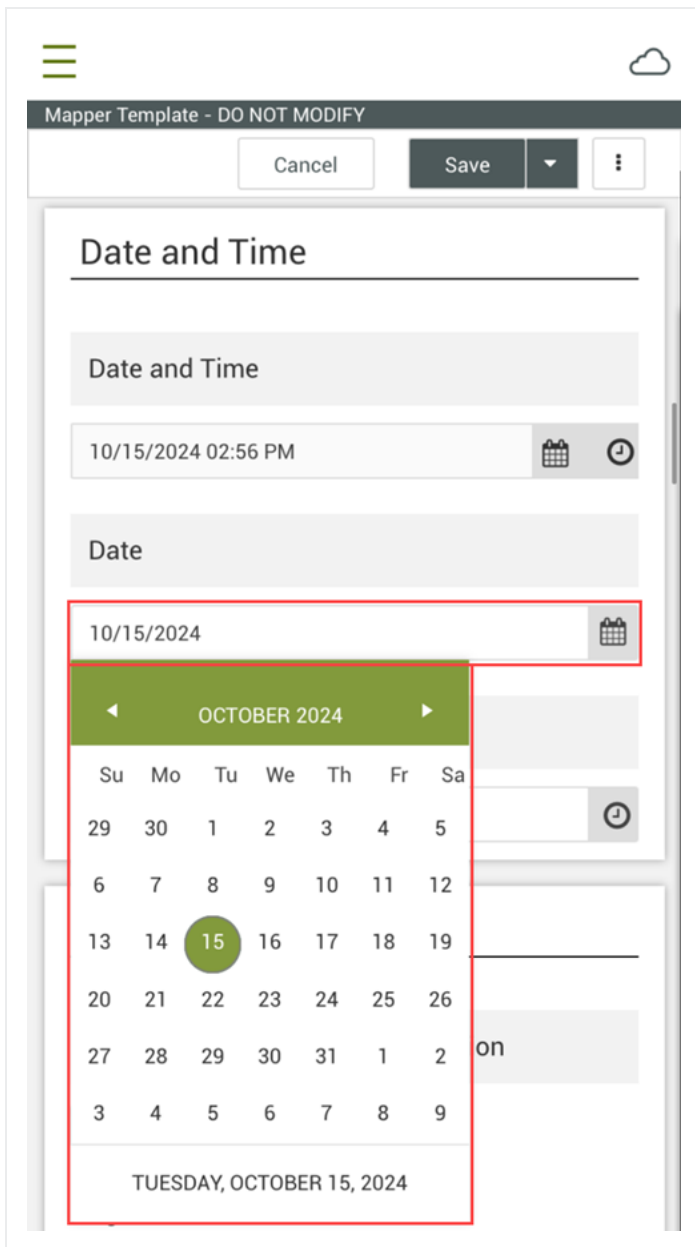 Mapper Template - DO NOT MODIFY
Cancel
Save
Date and Time
Date and Time
10/15/2024 02:56 PM
Date
10/15/2024
OCTOBER 2024
Su Mo Tu We Th Fr Sa
29 30 1 2 3 4 5
6 7 8 9 10 11 12
13 14 15 16 17 18 19
20 21 22 23 24 25 26
27 28 29 30 31 1 2
on
3 4 5 6 7 8 9
TUESDAY, OCTOBER 15, 2024